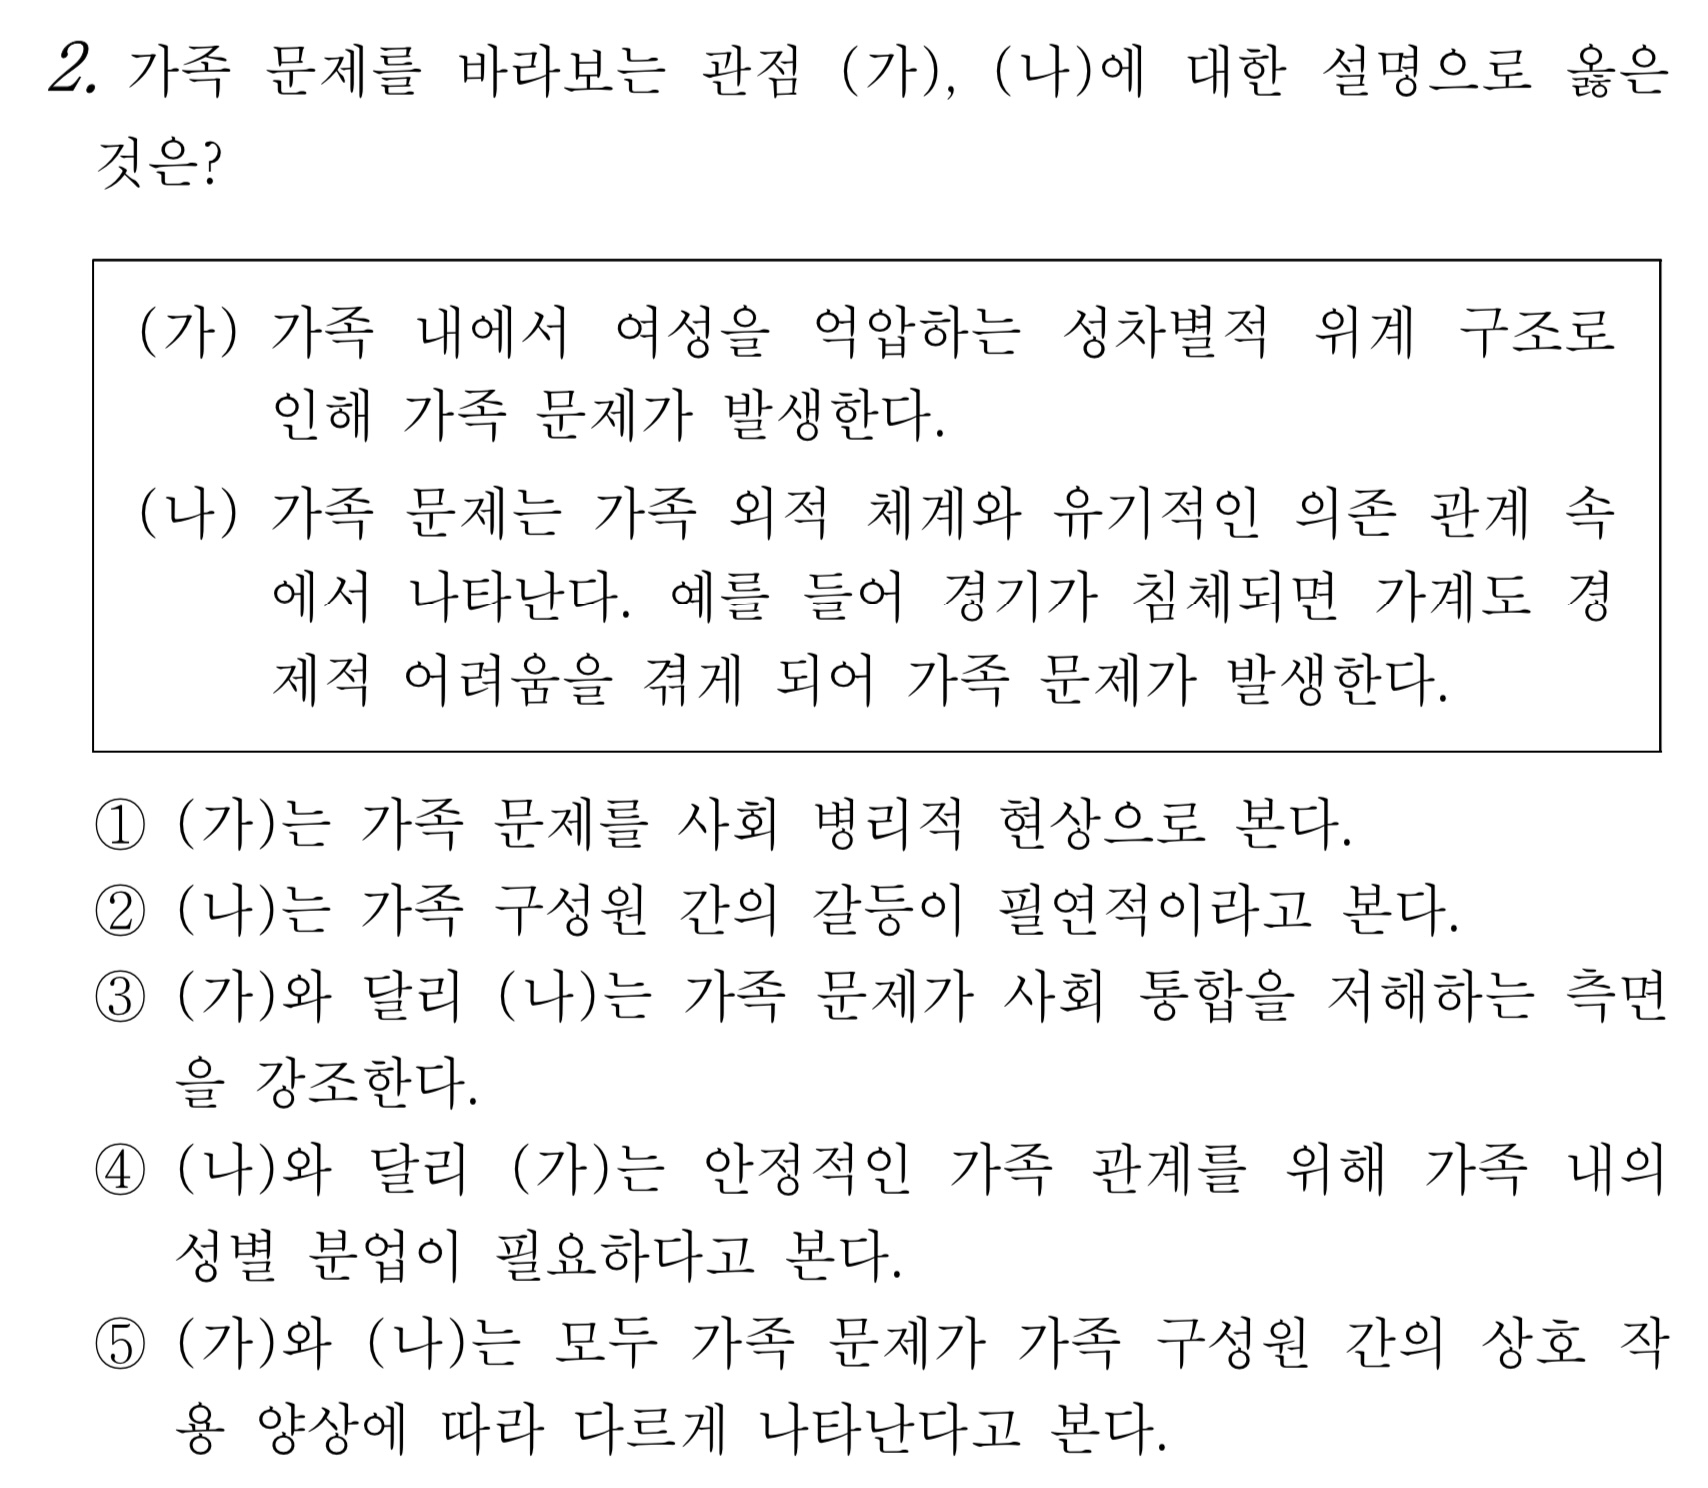 2. 가족 문제를 바라보는 관점 (가), (나)에 대한 설명으로 옳은
것은?
(가) 가족 내에서 여성을 억압하는 성차별적 위계 구조로
인해 가족 문제가 발생한다.
(나) 가족 문제는 가족 외적 체계와 유기적인 의존 관계 속
에서 나타난다. 예를 들어 경기가 침체되면 가계도 경
제적 어려움을 겪게 되어 가족 문제가 발생한다.
① (가)는 가족 문제를 사회 병리적 현상으로 본다.
② (나)는 가족 구성원 간의 갈등이 필연적이라고 본다.
③ (가)와 달리 (나)는 가족 문제가 사회 통합을 저해하는 측면
을 강조한다.
④ (나)와 달리 (가)는 안정적인 가족 관계를 위해 가족 내의
성별 분업이 필요하다고 본다.
⑤ (가)와 (나)는 모두 가족 문제가 가족 구성원 간의 상호 작
용 양상에 따라 다르게 나타난다고 본다.